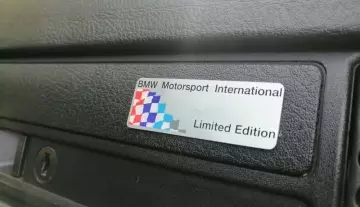 BMW Motorsport International
Limited Edition